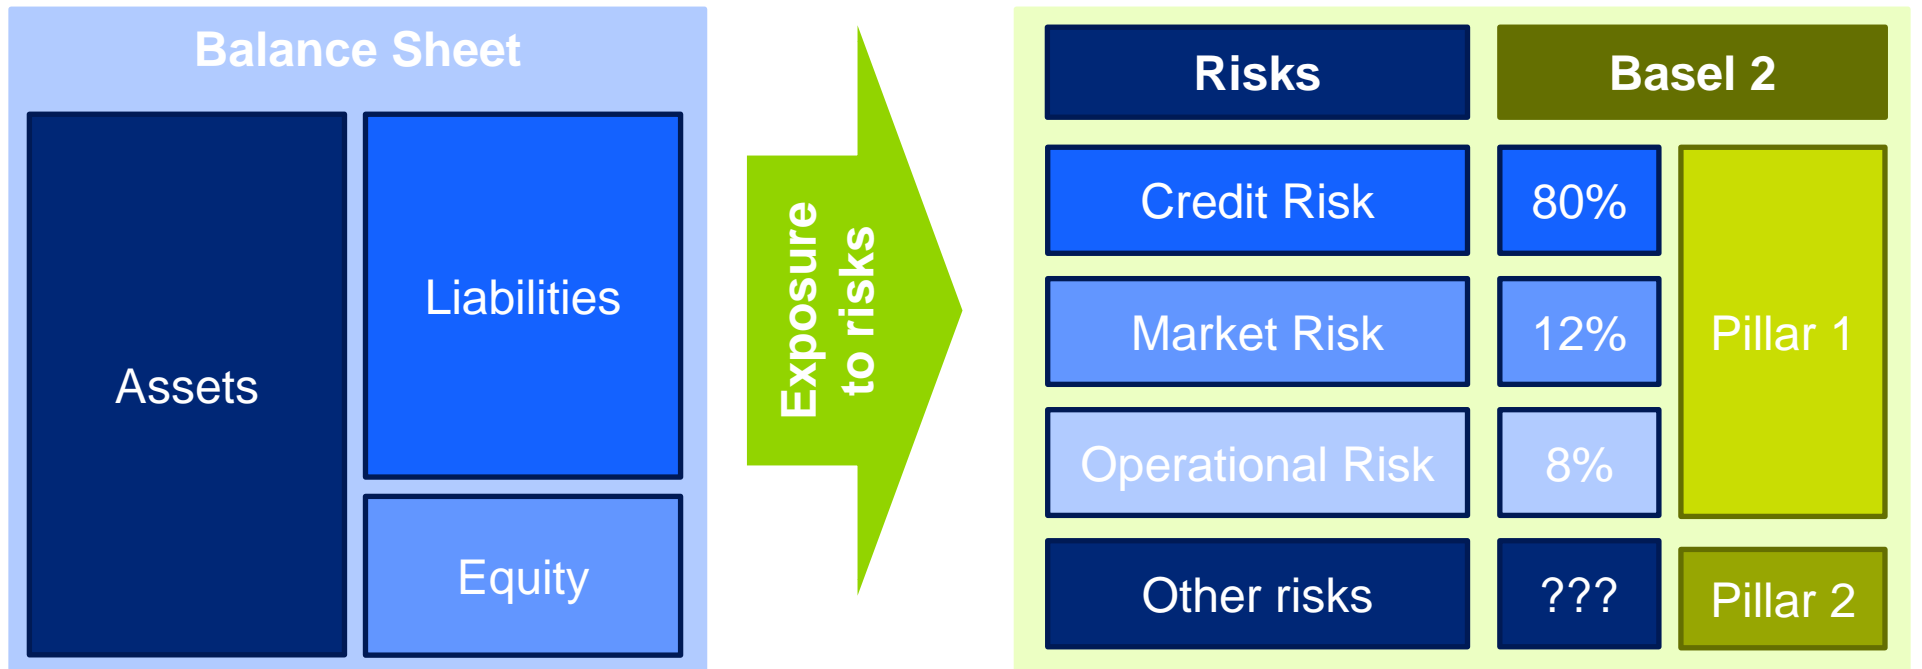 Balance Sheet
Assets
Liabilities
Equity
Exposure
to risks
Risks
Basel 2
Credit Risk
80%
Market Risk
12%
Pillar 1
Operational Risk
8%
Other risks
???
Pillar 2